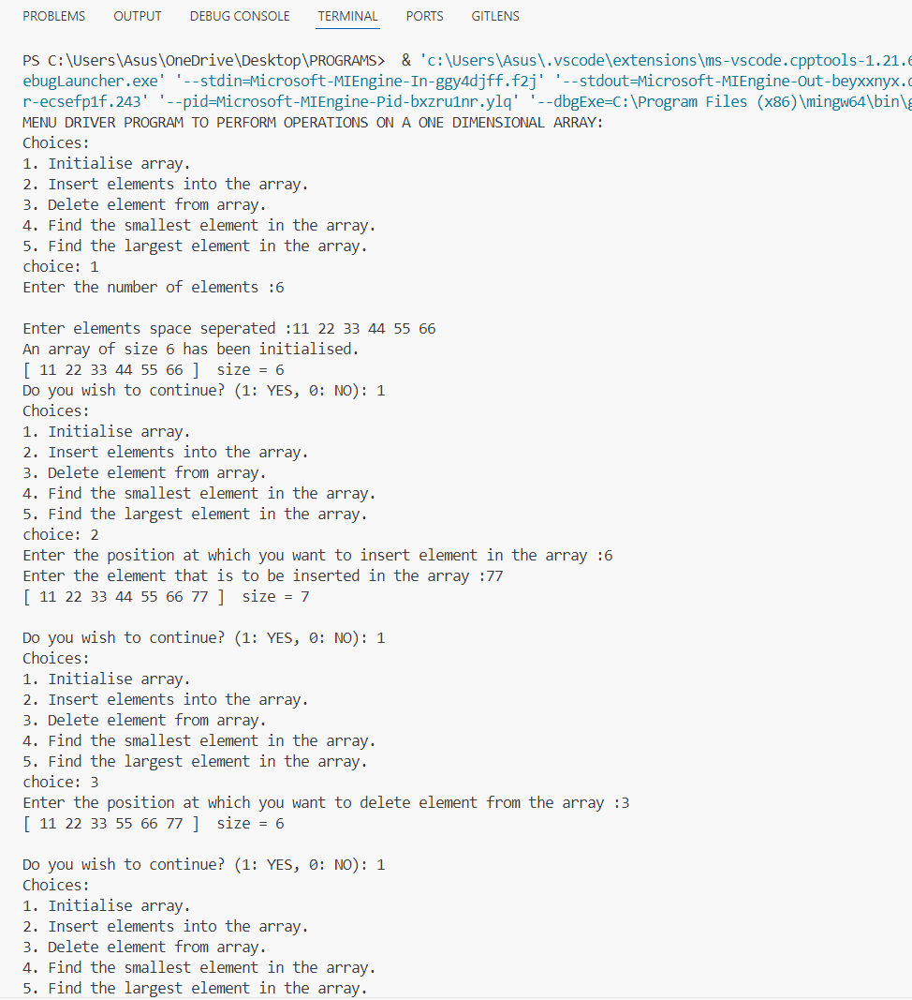 PROBLEMS OUTPUT DEBUG CONSOLE TERMINAL PORTS GITLENS
PS C:\Users\Asus\OneDrive\Desktop\PROGRAMS>  & 'c:\Users\Asus\.vscode\extensions\ms-vscode.cpptools-1.21.6
ebugLauncher.exe' '--stdin=Microsoft-MIEngine-In-ggy4djff.f2j' '--stdout=Microsoft-MIEngine-Out-beyxxnyx.c
r-ecsefp1f.243' '--pid=Microsoft-MIEngine-Pid-bxzru1nr.ylq' '--dbgExe=C:\Program Files (x86)\mingw64\bin\g
MENU DRIVER PROGRAM TO PERFORM OPERATIONS ON A ONE DIMENSIONAL ARRAY:
Choices:
1. Initialise array.
2. Insert elements into the array.
3. Delete element from array.
4. Find the smallest element in the array.
5. Find the largest element in the array.
choice: 1
Enter the number of elements :6
Enter elements space seperated :11 22 33 44 55 66
An array of size 6 has been initialised.
[ 11 22 33 44 55 66 ]  size = 6
Do you wish to continue? (1: YES, 0: NO): 1
Choices:
1. Initialise array.
2. Insert elements into the array.
3. Delete element from array.
4. Find the smallest element in the array.
5. Find the largest element in the array.
choice: 2
Enter the position at which you want to insert element in the array :6
Enter the element that is to be inserted in the array :77
[ 11 22 33 44 55 66 77 ]  size = 7
Do you wish to continue? (1: YES, 0: NO): 1
Choices:
1. Initialise array.
2. Insert elements into the array.
3. Delete element from array.
4. Find the smallest element in the array.
5. Find the largest element in the array.
choice: 3
Enter the position at which you want to delete element from the array :3
[ 11 22 33 55 66 77 ]  size = 6
Do you wish to continue? (1: YES, 0: NO): 1
Choices:
1. Initialise array.
2. Insert elements into the array.
3. Delete element from array.
4. Find the smallest element in the array.
5. Find the largest element in the array.